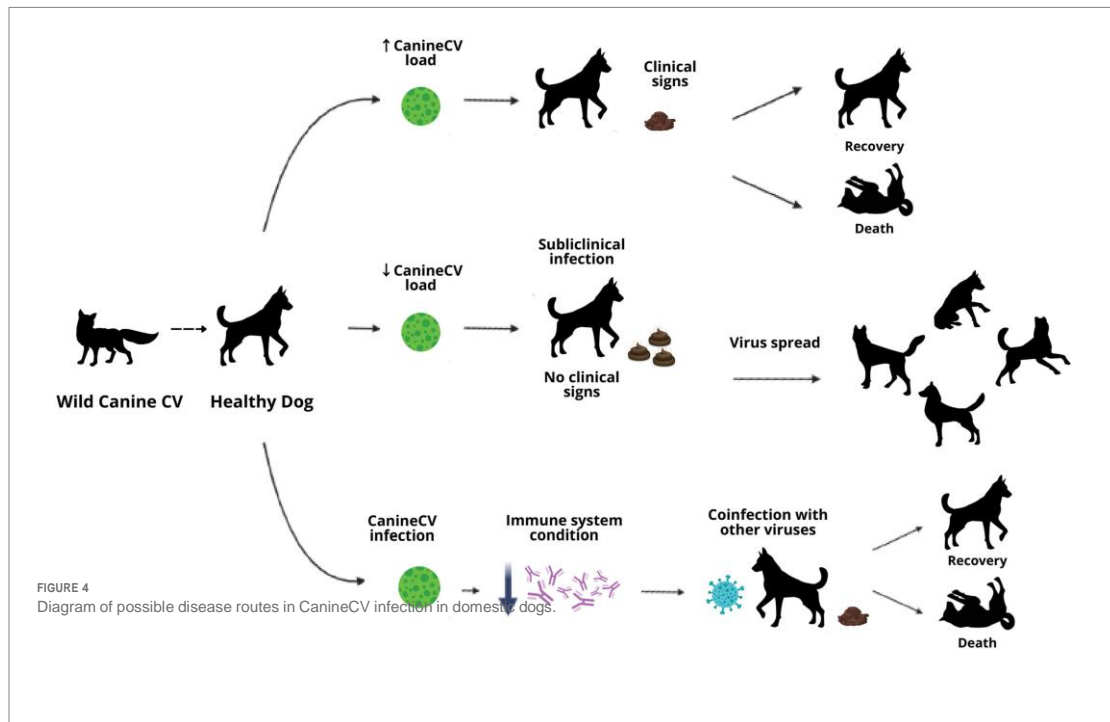 ↑ CanineCV
load
Clinical
signs
Recovery
Death
Subclinical
infection
↓ CanineCV
load
Virus spread
No clinical
signs
Wild Canine CV
Healthy Dog
CanineCV
infection
Immune system
condition
Coinfection with
other viruses
Recovery
Death
FIGURE 4
Diagram of possible disease routes in CanineCV infection in domestic dogs.